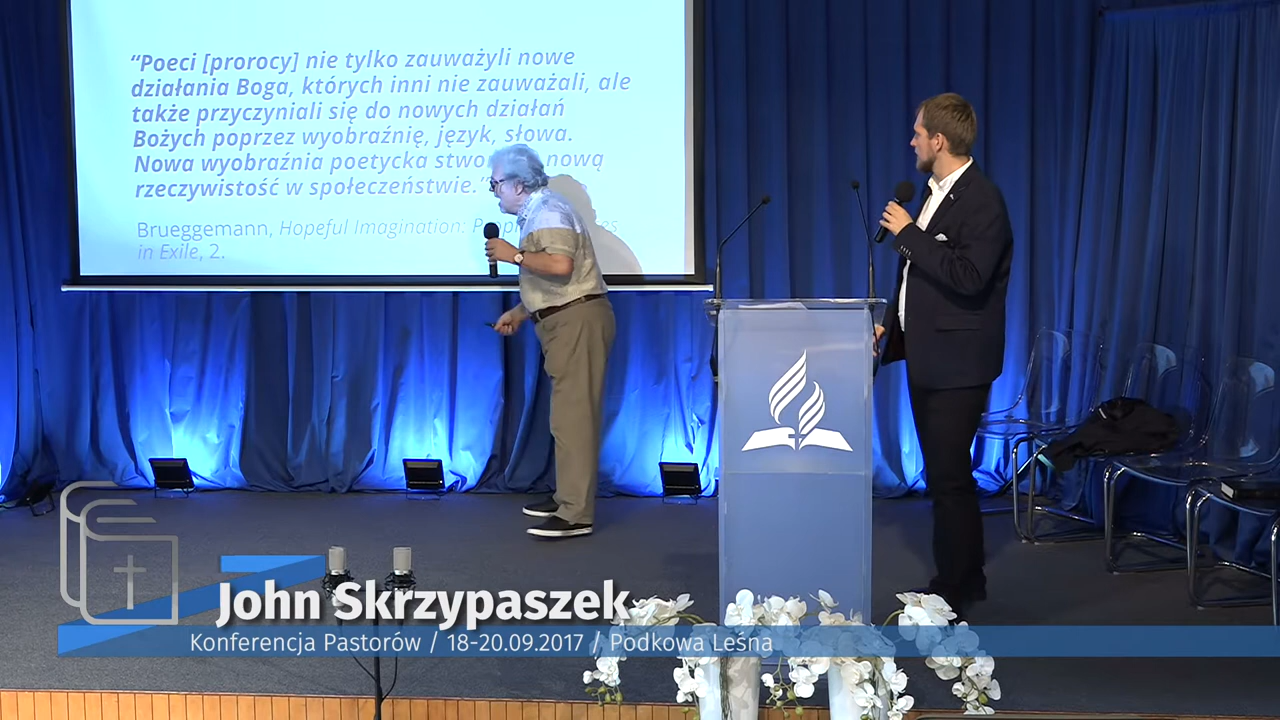 “Poeci [prorocy] nie tylko zauważyli nowe
działania Boga, których inni nie zauważali, ale
także przyczyniali się do nowych działań
Bożych poprzez wyobraźnię, język, słowa.
Nowa wyobraźnia poetycka nową
rzeczywistość w społeczeństwie.”
Brueggemann, Hopeful Imagination:
in Exile, 2.
John Skrzypaszek
Konferencja Pastorów / 18-20.09.2017 / Podkowa Leśna